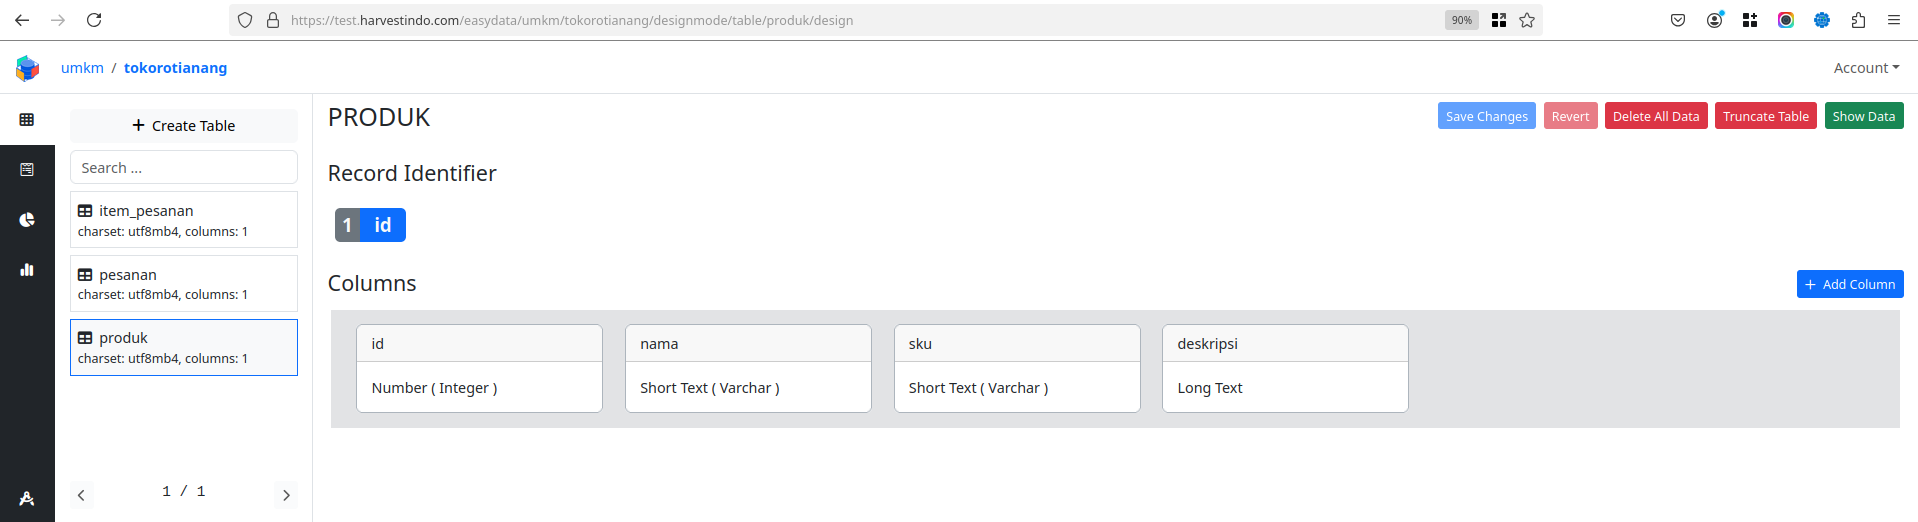 https://test.harvestindo.com/easydata/umkm/tokorotianang/designmode/table/produk/design
90%
umkm / tokorotianang
Account
Create Table
Search ...
item_pesanan
charset: utf8mb4, columns: 1
pesanan
charset: utf8mb4, columns: 1
produk
charset: utf8mb4, columns: 1
1 / 1
PRODUK
Save Changes
Revert
Delete All Data
Truncate Table
Show Data
Record Identifier
1 id
Columns
+ Add Column
id
Number ( Integer )
nama
Short Text ( Varchar )
sku
Short Text ( Varchar )
deskripsi
Long Text